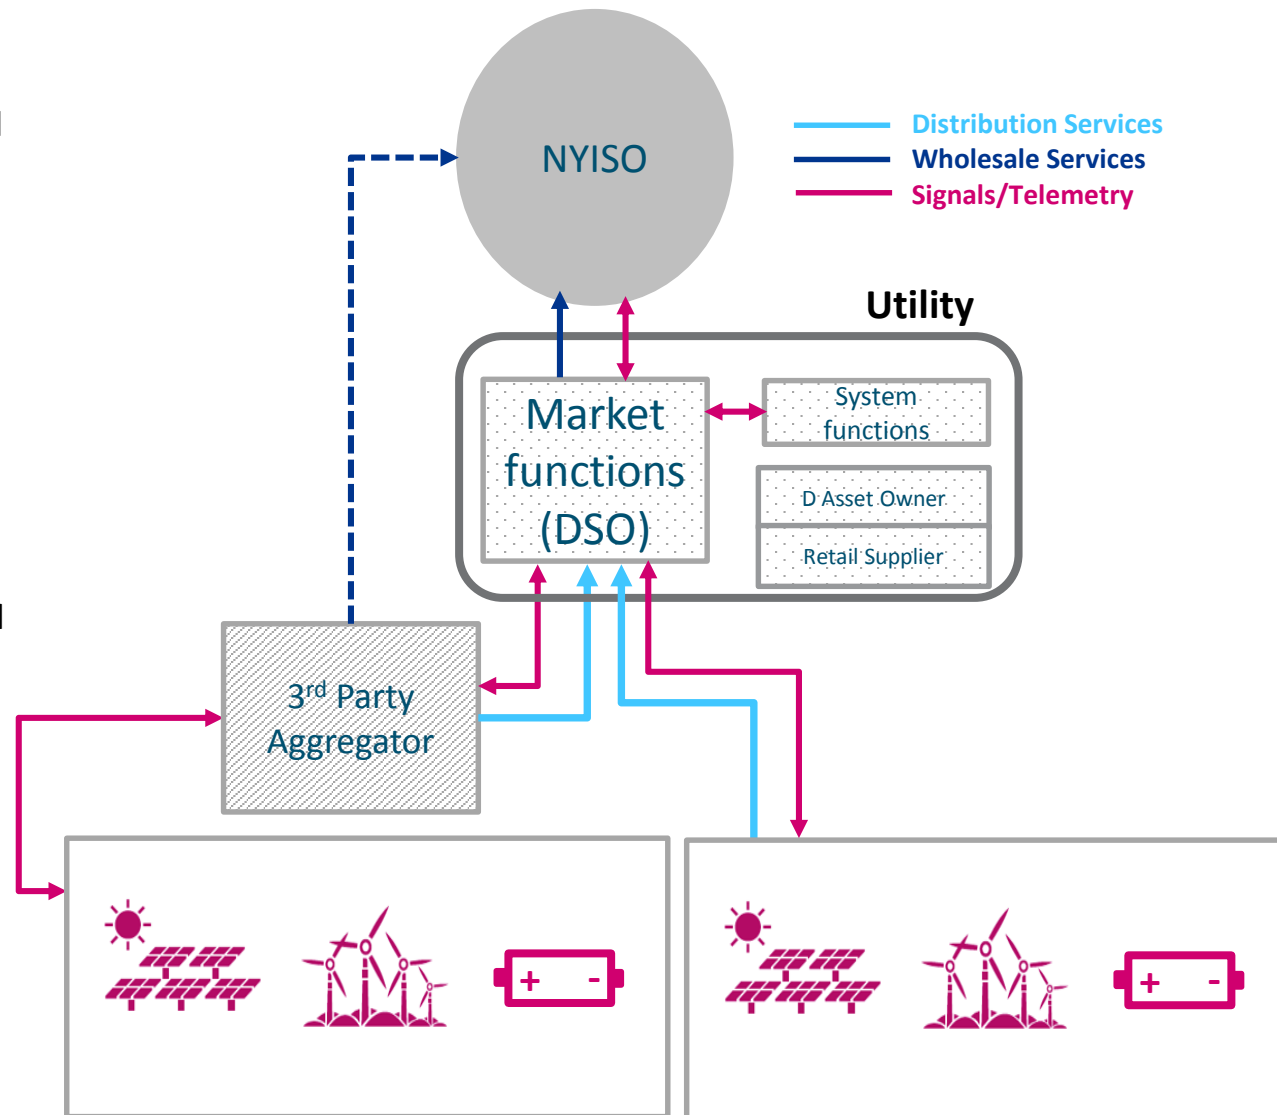 NYISO
Distribution Services
Wholesale Services
Signals/Telemetry
Utility
Market
functions
(DSO)
System
functions
D Asset Owner
Retail Supplier
3rd Party
Aggregator
+ -
+ -